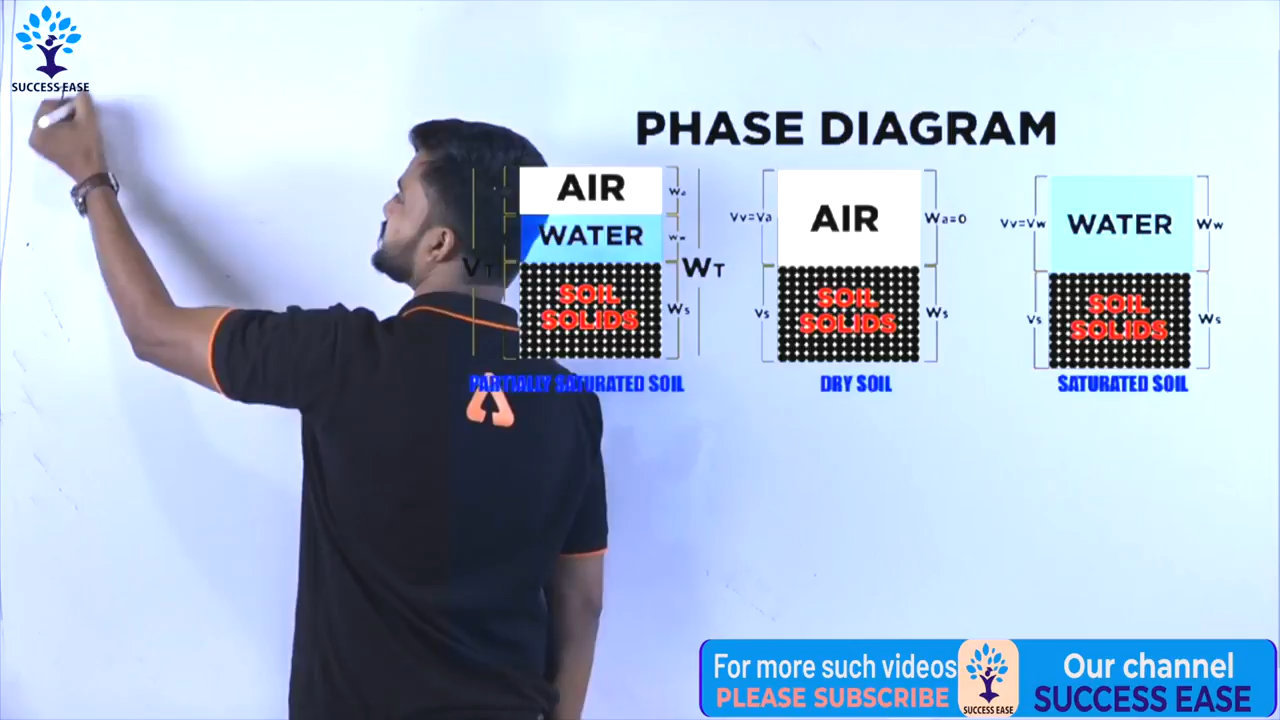 SUCCESS EASE
PHASE DIAGRAM
AIR
WATER
SOIL
SOLIDS
VT
Wa
WT
Ws
PARTIALLY SATURATED SOIL
Vv=Va
AIR
Wa=0
Vs
SOIL
SOLIDS
Ws
DRY SOIL
Vv=Vw
WATER
Ww
Vs
SOIL
SOLIDS
Ws
SATURATED SOIL
For more such videos
PLEASE SUBSCRIBE
SUCCESS EASE
Our channel
SUCCESS EASE